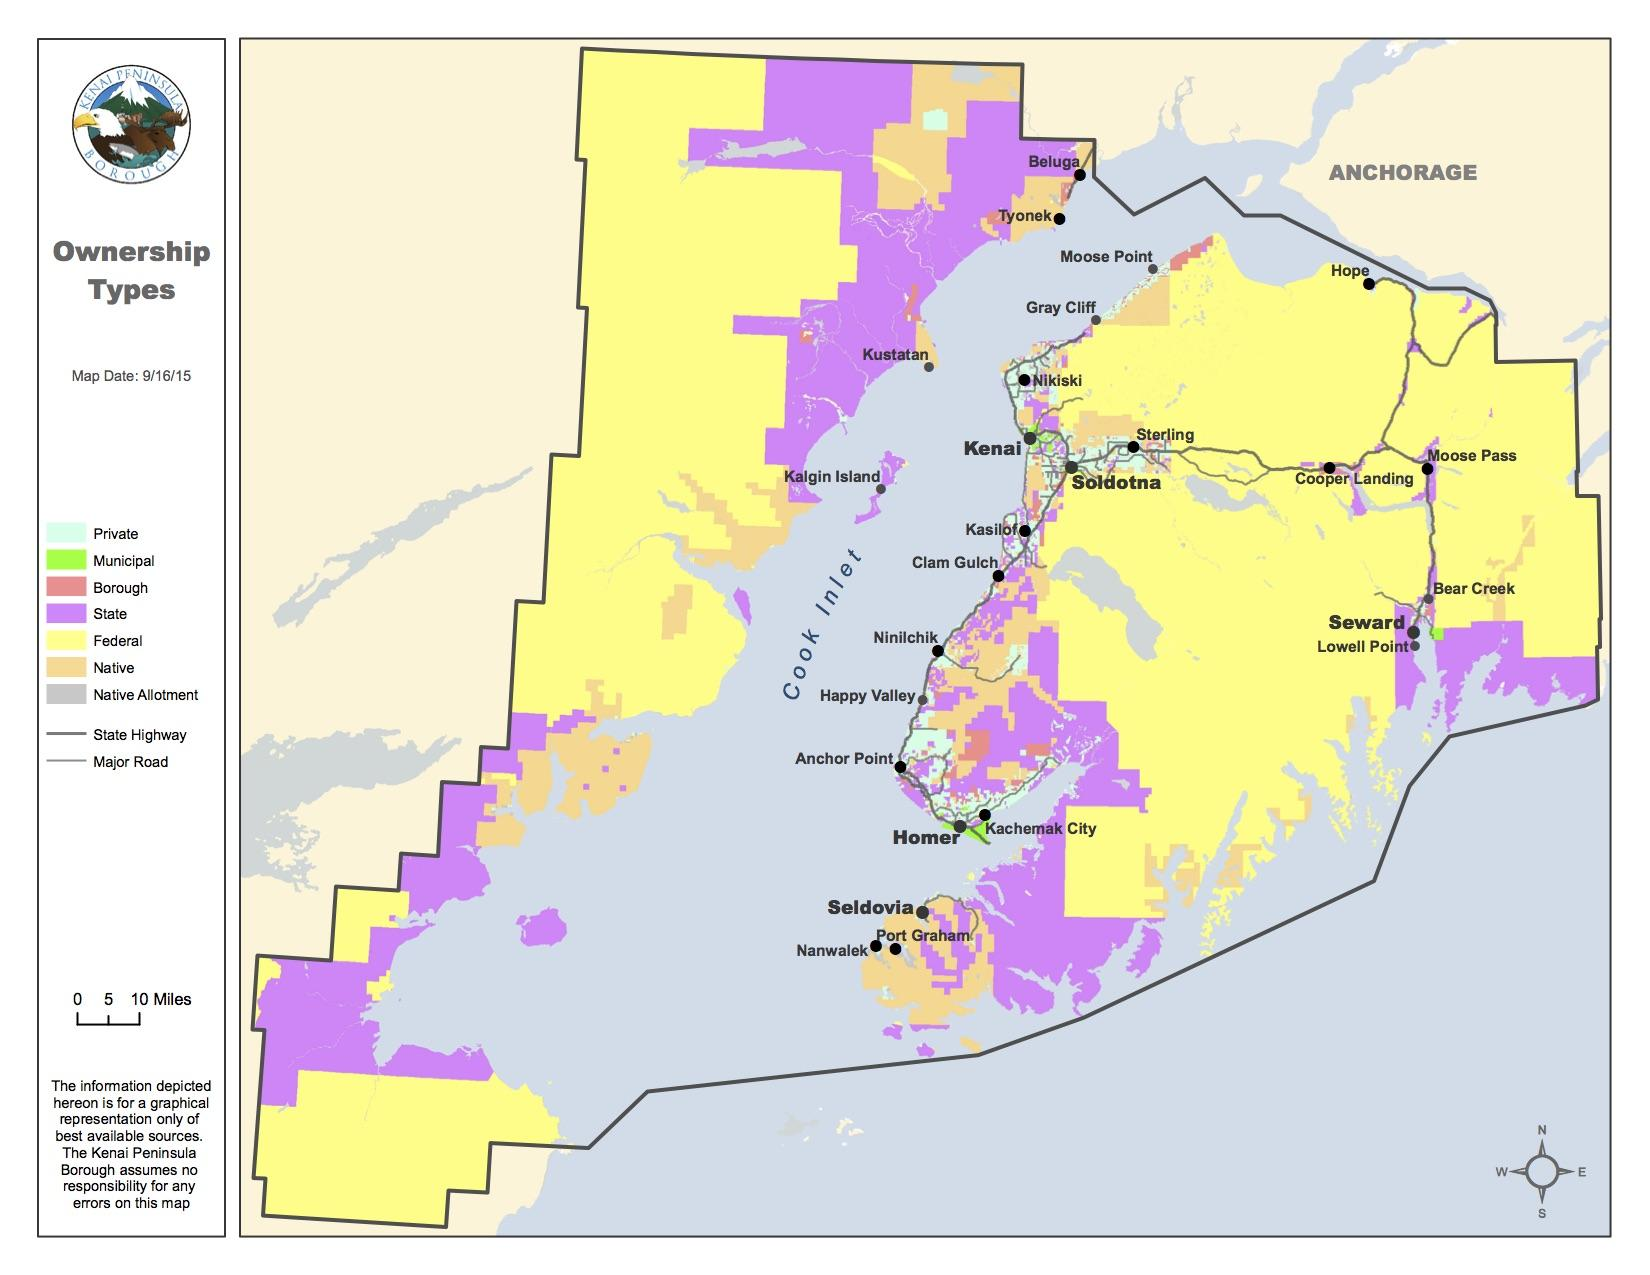 KENAI PENINSULA
BOROUGH
Ownership
Types
Map Date: 9/16/15
Private
Municipal
Borough
State
Federal
Native
Native Allotment
State Highway
Major Road
0 5 10 Miles
The information depicted
hereon is for a graphical
representation only of
best available sources.
The Kenai Peninsula
Borough assumes no
responsibility for any
errors on this map
ANCHORAGE
Beluga
Tyonek
Moose Point
Hope
Gray Cliff
Kustatan
Nikiski
Sterling
Kenai
Moose Pass
Kalgin Island
Soldotna
Cooper Landing
Kasilof
Clam Gulch
Cook Inlet
Bear Creek
Seward
Ninilchik
Lowell Point
Happy Valley
Anchor Point
Kachemak City
Homer
Seldovia
Port Graham
Nanwalek
N
W E
S